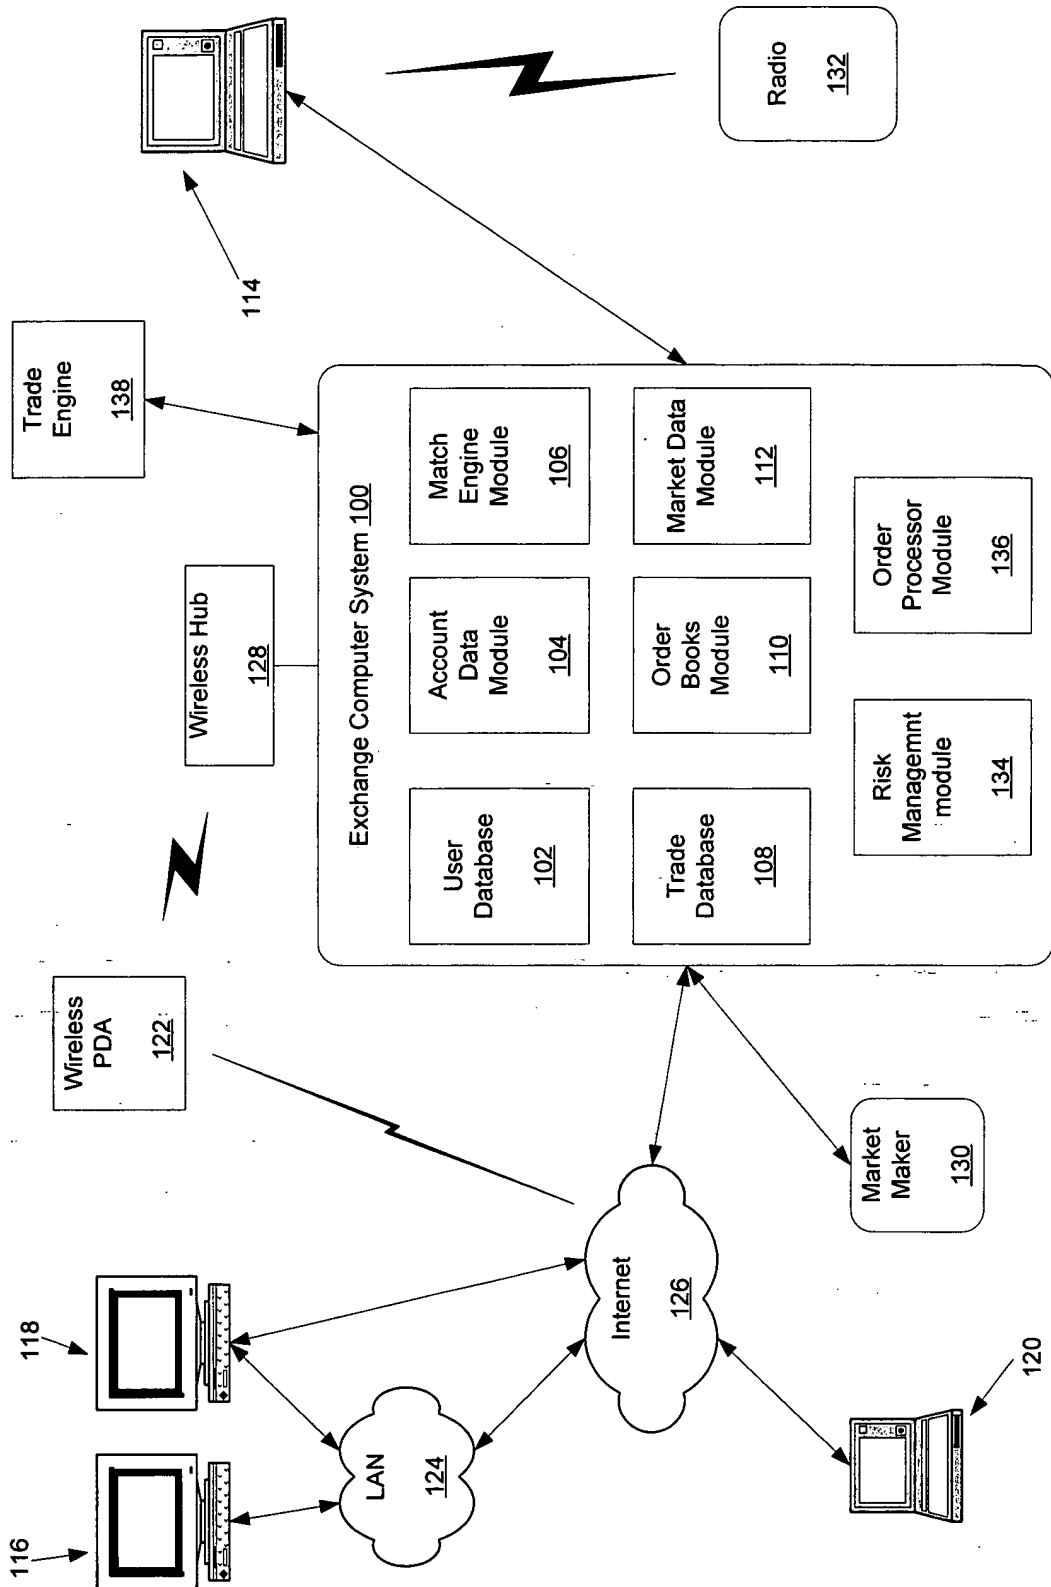 116
118
LAN
124
120
Internet
126
Wireless
PDA
122
Market
Maker
130
Wireless Hub
128
Exchange Computer System 100
User
Database
102
Account
Data
Module
104
Match
Engine
Module
106
Trade
Database
108
Order
Books
Module
110
Market Data
Module
112
Risk
Managemnt
module
134
Order
Processor
Module
136
Trade
Engine
138
114
Radio
132